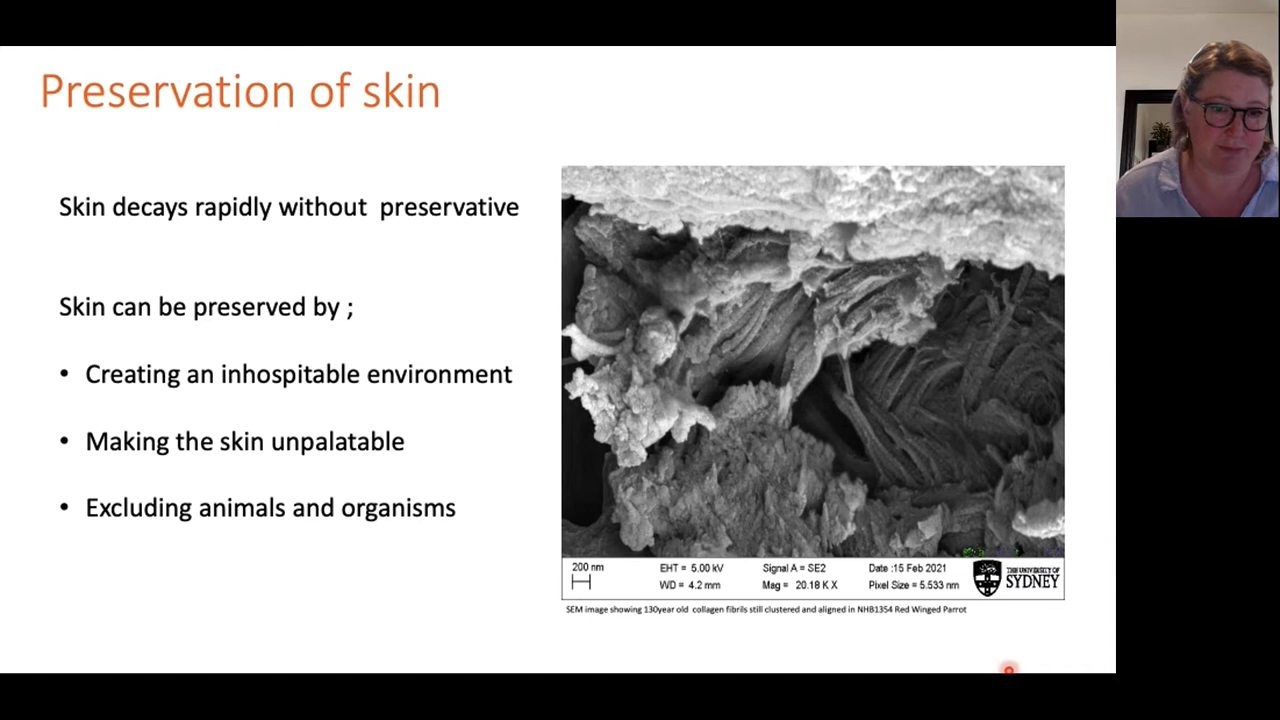 Preservation of skin
Skin decays rapidly without preservative
Skin can be preserved by ;
• Creating an inhospitable environment
• Making the skin unpalatable
• Excluding animals and organisms
200 nm
EHT = 5.00 kV
Signal A = SE2
Date :15 Feb 2021
WD = 4.2 mm
Mag = 20.18 K X
Pixel Size = 5.533 nm
THE UNIVERSITY OF
SYDNEY
SEM image showing 130year old collagen fibrils still clustered and aligned in NHB1354 Red Winged Parrot